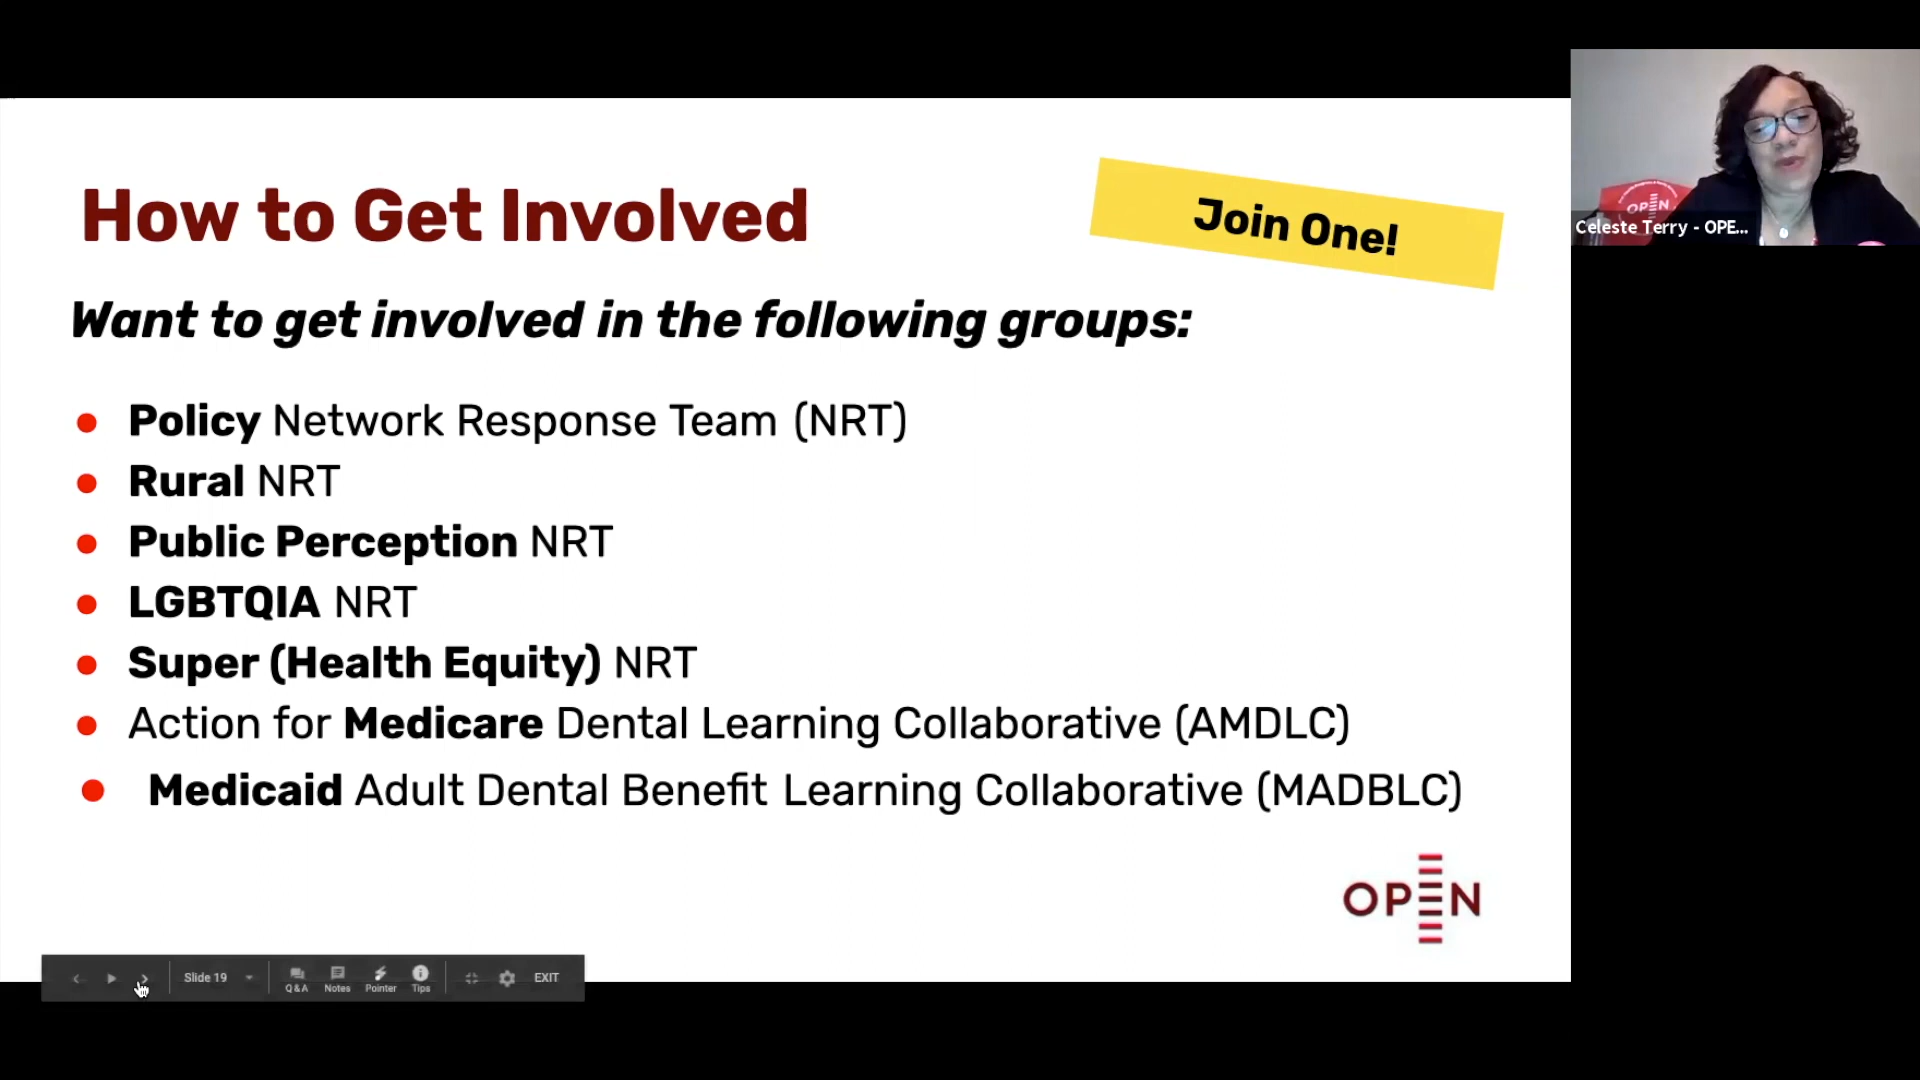 How to Get Involved
Join One!
Want to get involved in the following groups:
● Policy Network Response Team (NRT)
● Rural NRT
● Public Perception NRT
● LGBTQIA NRT
● Super (Health Equity) NRT
● Action for Medicare Dental Learning Collaborative (AMDLC)
● Medicaid Adult Dental Benefit Learning Collaborative (MADBLC)
OPEN
Slide 19
Q&A
Notes
Pointer
Tips
EXIT
OPEN
Celeste Terry - OPE...